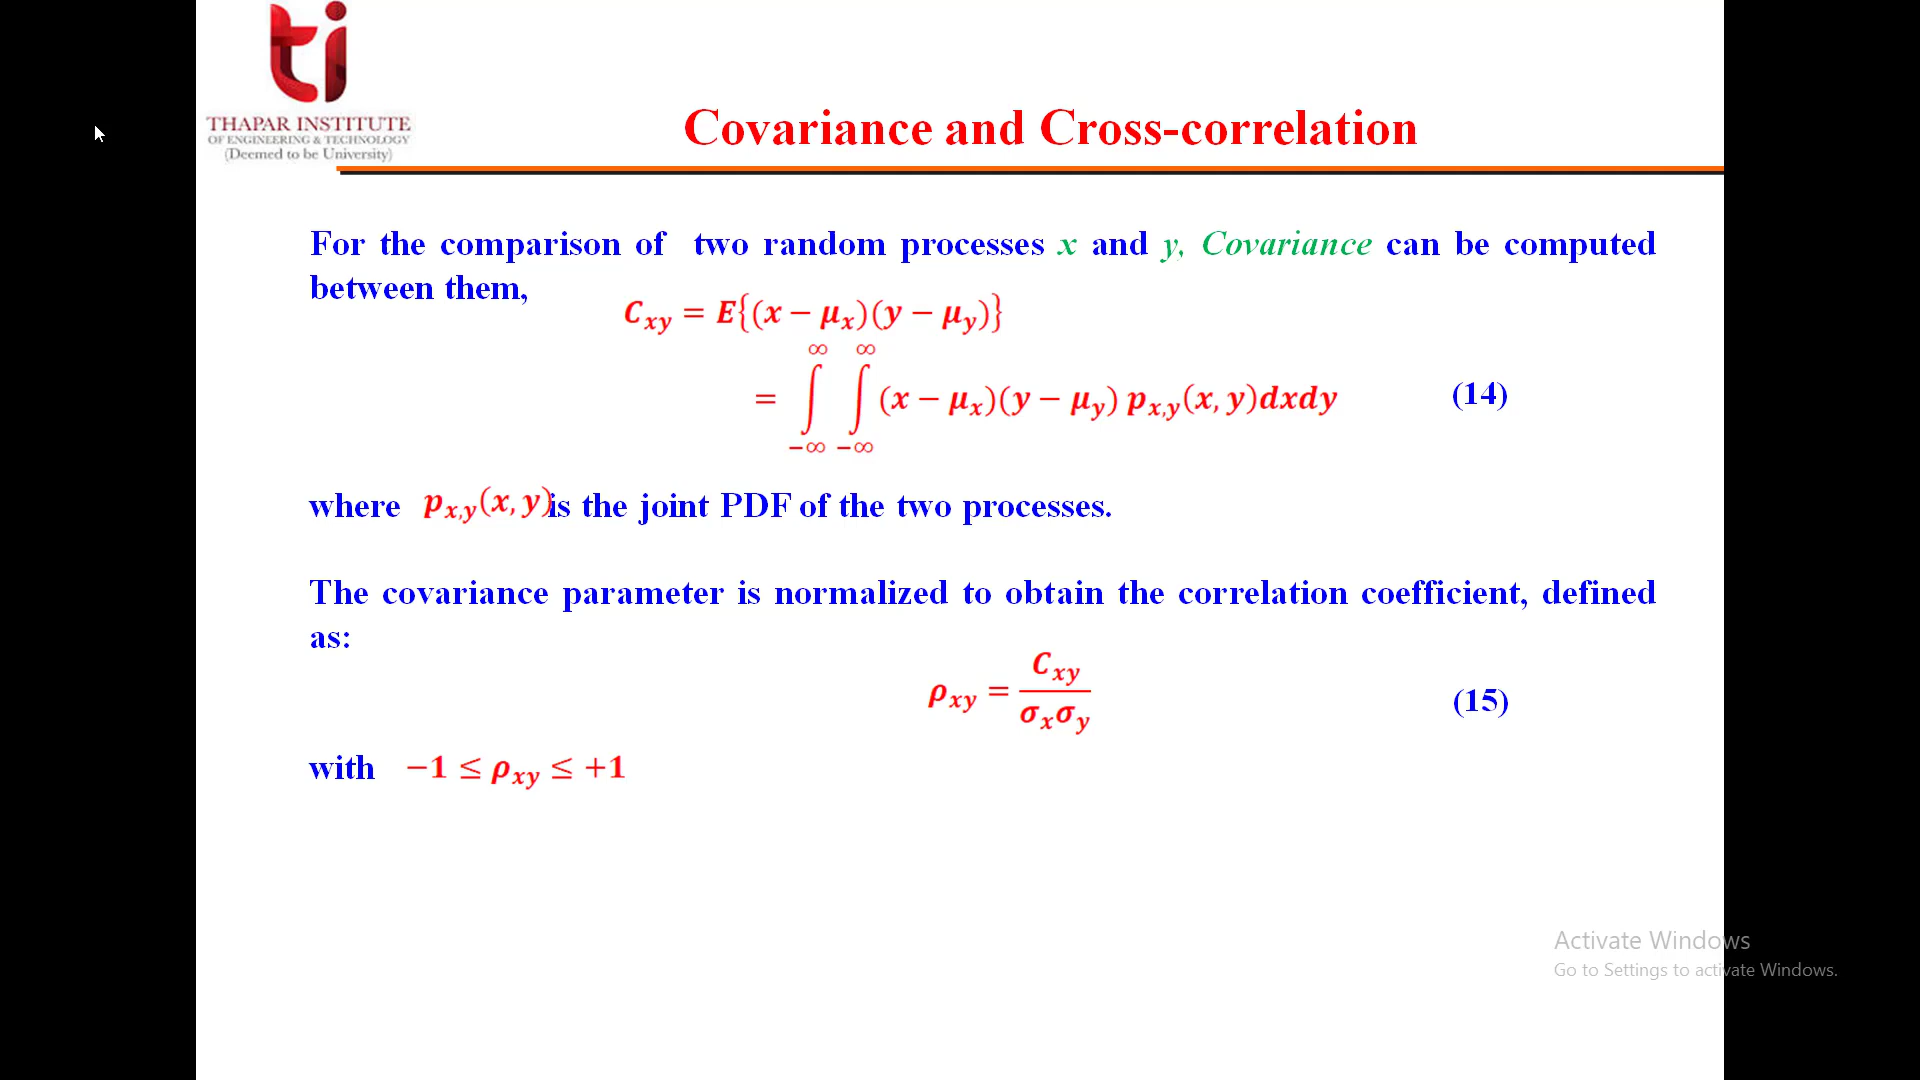 ti
THAPAR INSTITUTE
OF ENGINEERING & TECHNOLOGY
(Deemed to be University)
Covariance and Cross-correlation
For the comparison of two random processes x and y, Covariance can be computed
between them,
C_xy = E{(x − μ_x)(y − μ_y)}
= ∫_{−∞}^{∞} ∫_{−∞}^{∞} (x − μ_x)(y − μ_y) p_{x,y}(x, y)dxdy (14)
where p_{x,y}(x, y) is the joint PDF of the two processes.
The covariance parameter is normalized to obtain the correlation coefficient, defined
as:
ρ_xy = C_xy / σ_xσ_y (15)
with −1 ≤ ρ_xy ≤ +1
Activate Windows
Go to Settings to activate Windows.